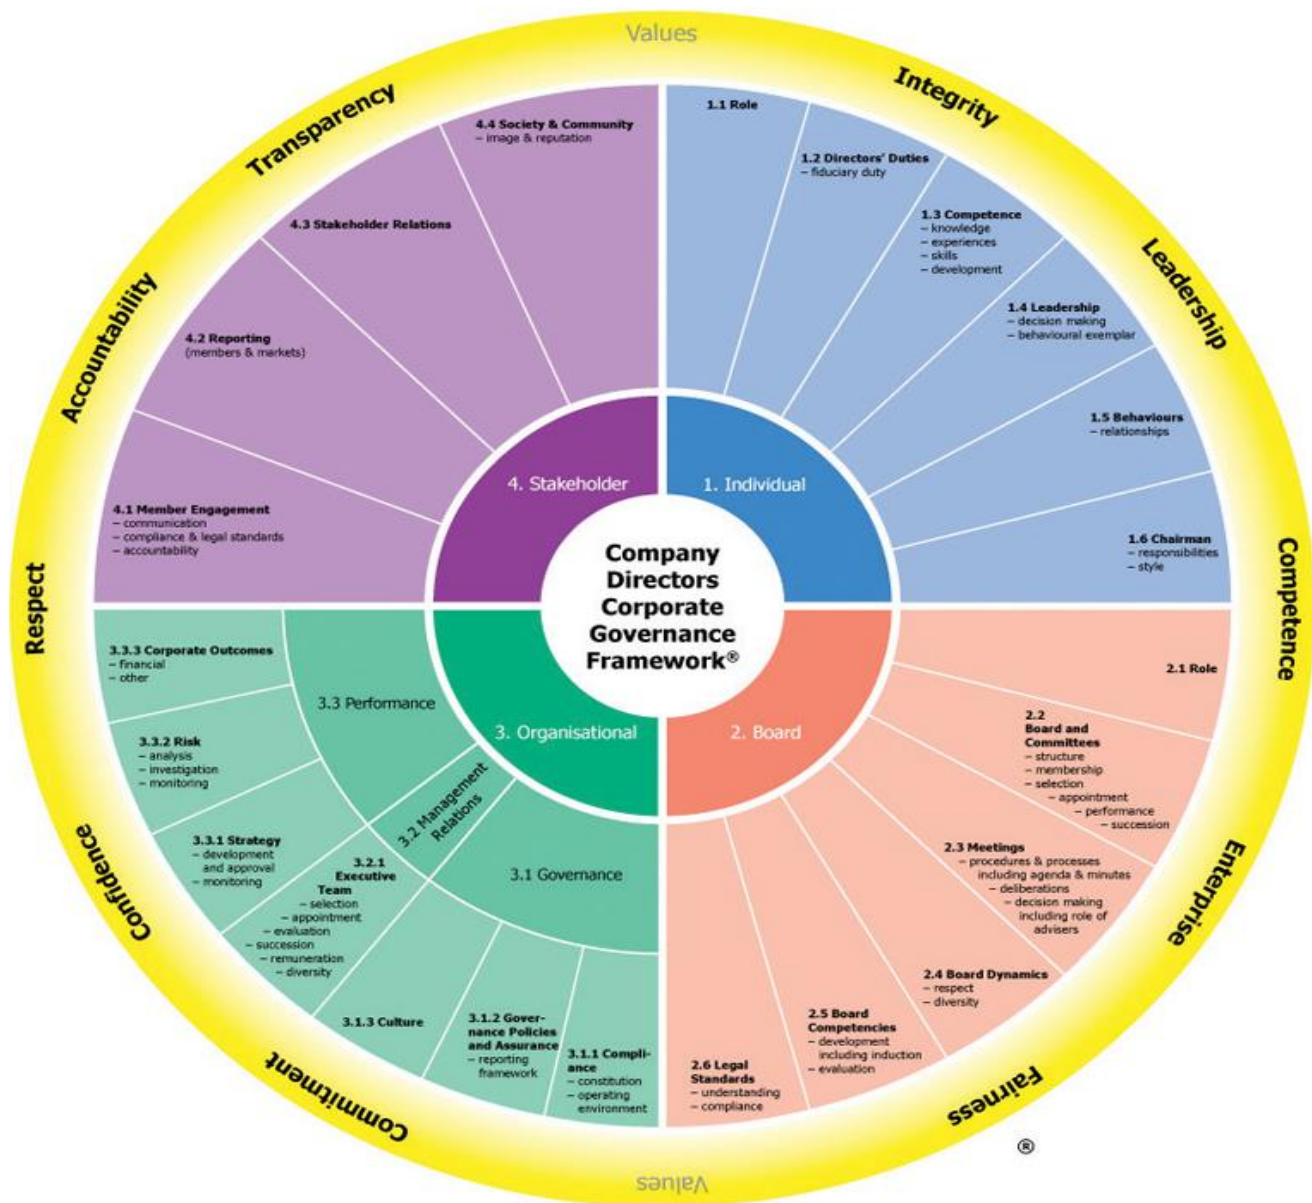 Values
Integrity
Leadership
Competence
Enterprise
Fairness
Values
Commitment
Confidence
Respect
Accountability
Transparency
Company
Directors
Corporate
Governance
Framework®
1. Individual
1.1 Role
1.2 Directors' Duties
– fiduciary duty
1.3 Competence
– knowledge
– experiences
– skills
– development
1.4 Leadership
– decision making
– behavioural exemplar
1.5 Behaviours
– relationships
1.6 Chairman
– responsibilities
– style
2. Board
2.1 Role
2.2
Board and
Committees
– structure
– membership
– selection
– appointment
– performance
– succession
2.3 Meetings
– procedures & processes
including agenda & minutes
– deliberations
– decision making
including role of
advisers
2.4 Board Dynamics
– respect
– diversity
2.5 Board
Competencies
– development
including induction
– evaluation
2.6 Legal
Standards
– understanding
– compliance
3. Organisational
3.1 Governance
3.1.1 Compli-
ance
– constitution
– operating
environment
3.1.2 Gover-
nance Policies
and Assurance
– reporting
framework
3.1.3 Culture
3.2 Management
Relations
3.2.1
Executive
Team
– selection
– appointment
– evaluation
– succession
– remuneration
– diversity
3.3 Performance
3.3.1 Strategy
– development
and approval
– monitoring
3.3.2 Risk
– analysis
– investigation
– monitoring
3.3.3 Corporate Outcomes
– financial
– other
4. Stakeholder
4.1 Member Engagement
– communication
– compliance & legal standards
– accountability
4.2 Reporting
(members & markets)
4.3 Stakeholder Relations
4.4 Society & Community
– image & reputation
®